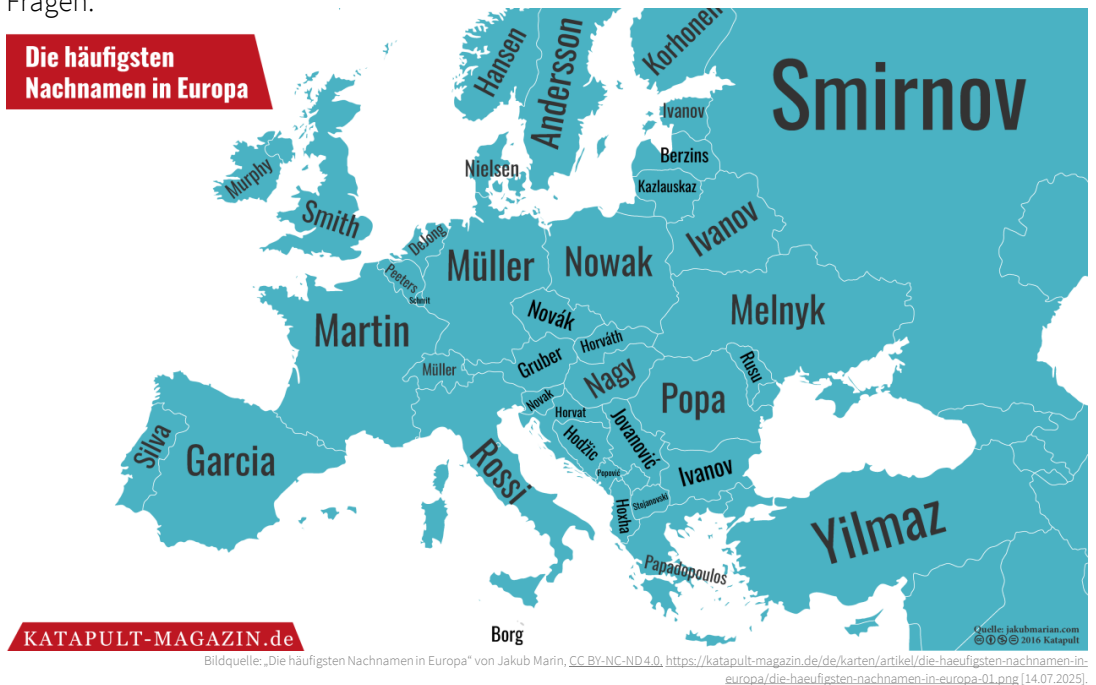 Fragen:
Die häufigsten
Nachnamen in Europa
Hansen
Andersson
Korhonen
Smirnov
Ivanov
Berzins
Kazlauskaz
Nielsen
Murphy
Smith
DeJong
Peeters
Schmit
Müller
Nowak
Ivanov
Martin
Novák
Horváth
Melnyk
Müller
Gruber
Nagy
Rusu
Popa
Novak
Horvat
Hodžic
Jovanović
Silva
Garcia
Rossi
Popović
Ivanov
Stojanovski
Hoxha
Yilmaz
Papadopoulos
Borg
KATAPULT-MAGAZIN.de
Quelle: jakubmarian.com
2016 Katapult
Bildquelle: „Die häufigsten Nachnamen in Europa“ von Jakub Marin, CC BY-NC-ND 4.0, https://katapult-magazin.de/de/karten/artikel/die-haeufigsten-nachnamen-in-
europa/die-haeufigsten-nachnamen-in-europa-01.png [14.07.2025].